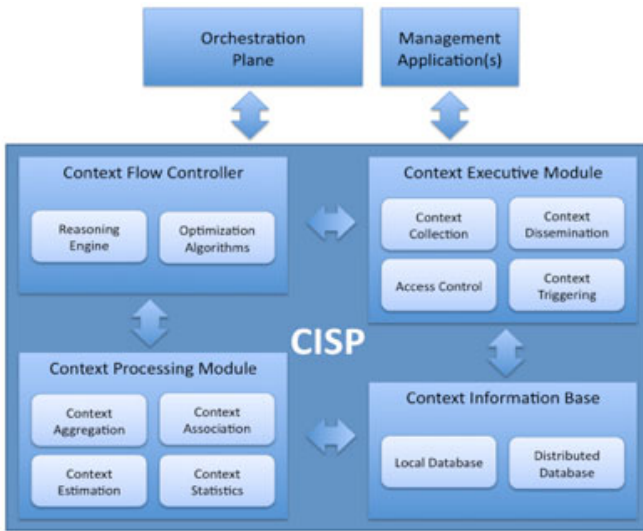 Orchestration
Plane
Management
Application(s)
Context Flow Controller
Reasoning
Engine
Optimization
Algorithms
Context Executive Module
Context
Collection
Context
Dissemination
Access Control
Context
Triggering
CISP
Context Processing Module
Context
Aggregation
Context
Association
Context
Estimation
Context
Statistics
Context Information Base
Local Database
Distributed
Database